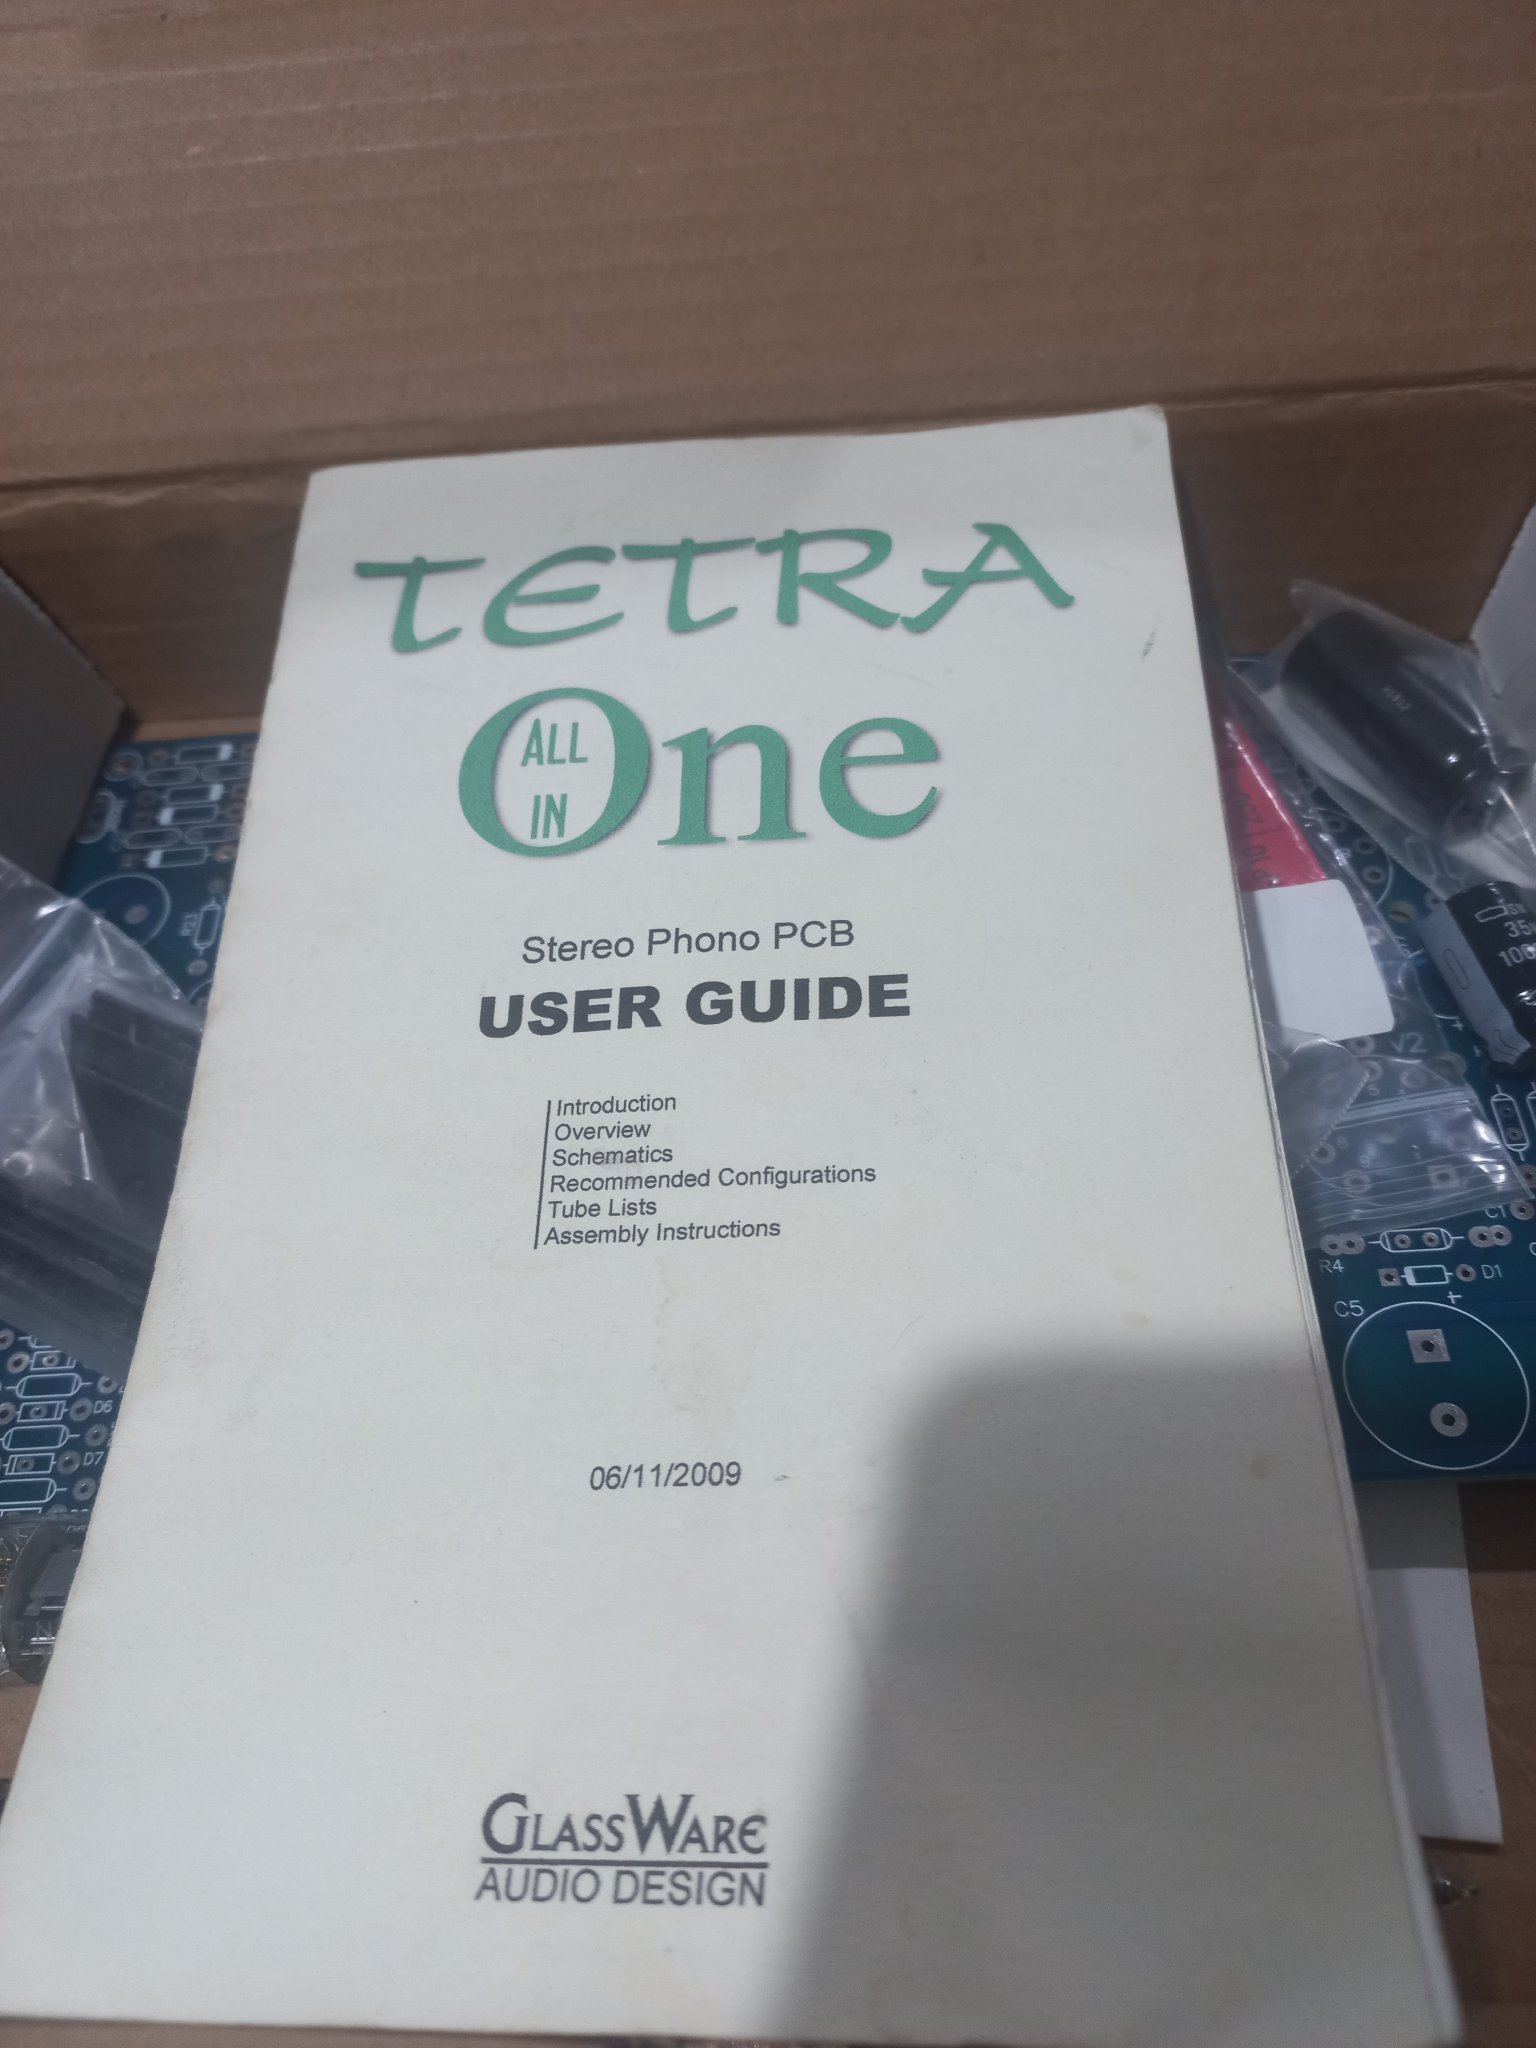 TETRA
One
ALL
IN
Stereo Phono PCB
USER GUIDE
Introduction
Overview
Schematics
Recommended Configurations
Tube Lists
Assembly Instructions
06/11/2009
GLASSWARE
AUDIO DESIGN
R23
D6
D7
V2
C1
R4
D1
C5
+